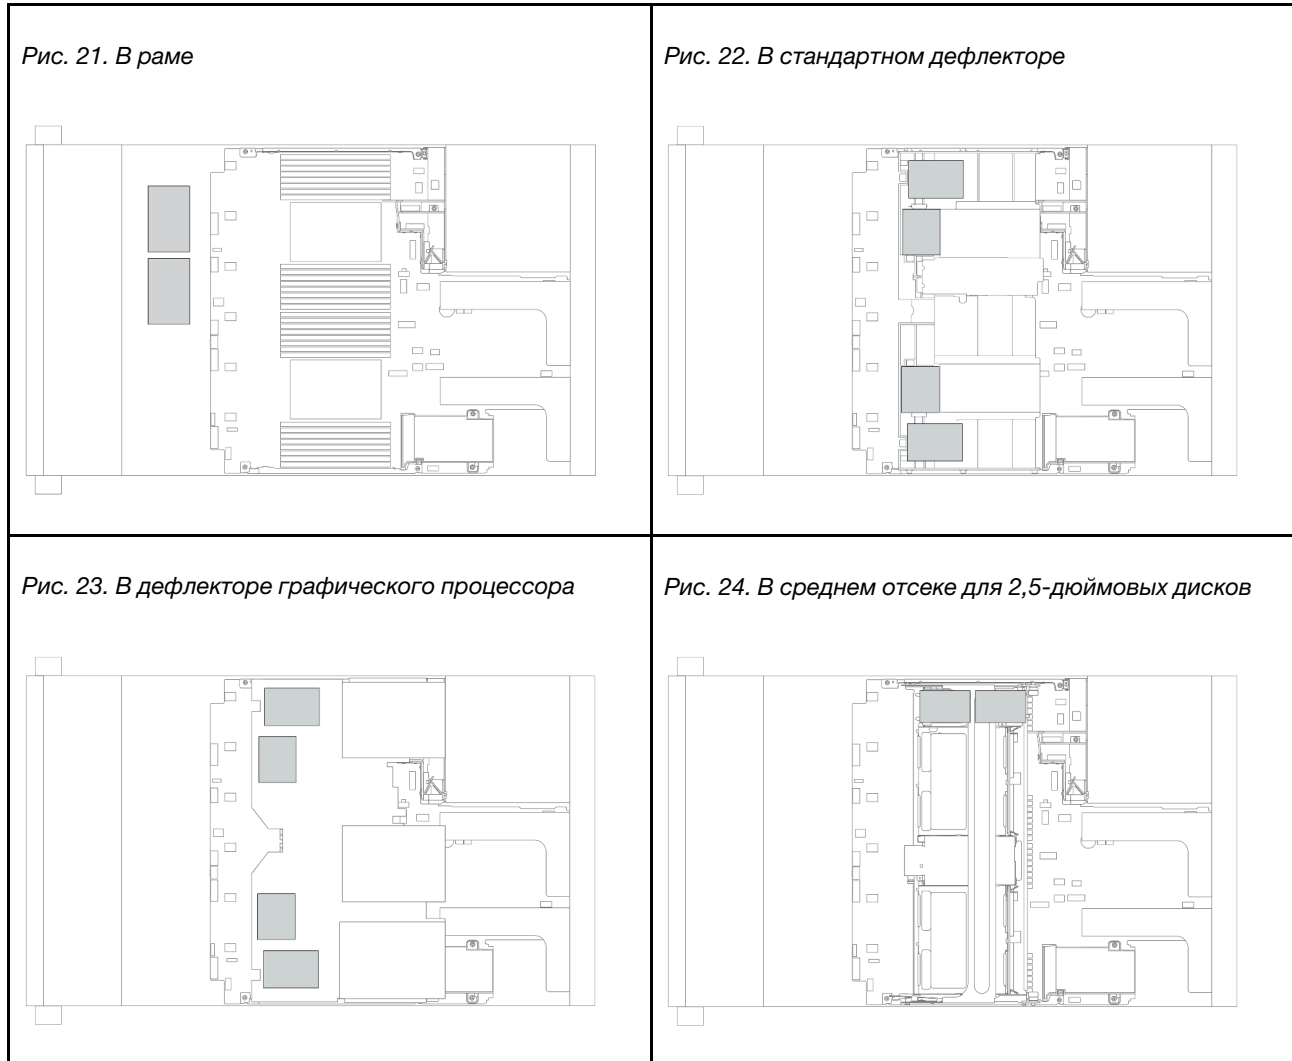 Рис. 21. В раме
Рис. 22. В стандартном дефлекторе
Рис. 23. В дефлекторе графического процессора
Рис. 24. В среднем отсеке для 2,5-дюймовых дисков